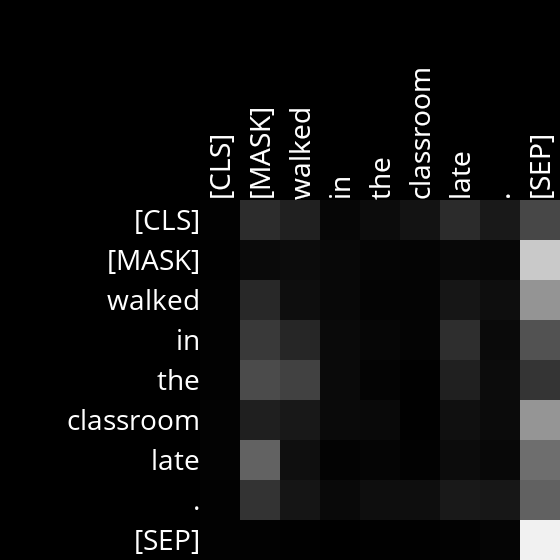 [CLS] [MASK] walked in the classroom late . [SEP]
[CLS]
[MASK]
walked
in
the
classroom
late
.
[SEP]